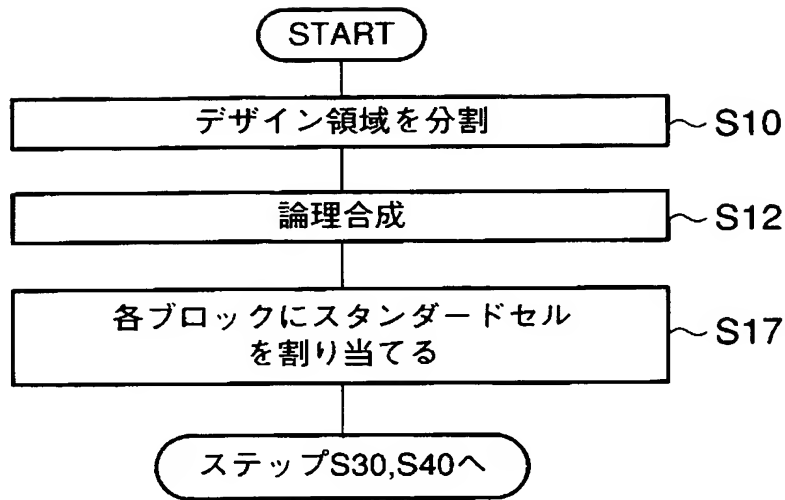 START
デザイン領域を分割
S10
論理合成
S12
各ブロックにスタンダードセル
を割り当てる
S17
ステップS30,S40へ